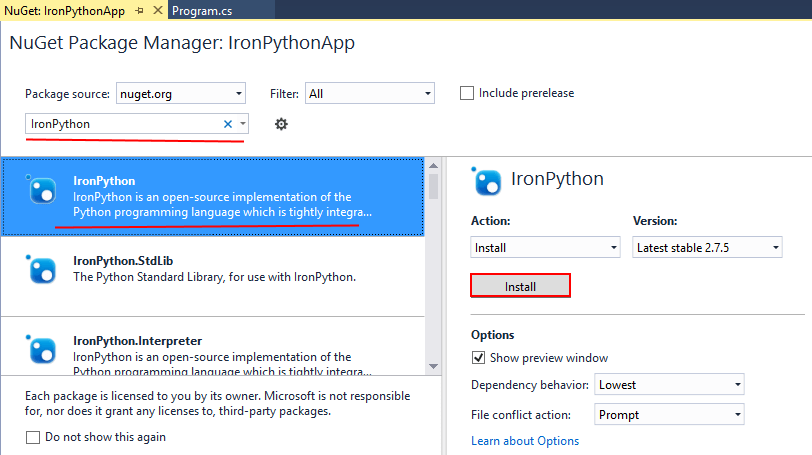 NuGet: IronPythonApp
Program.cs
NuGet Package Manager: IronPythonApp
Package source: nuget.org
Filter: All
Include prerelease
IronPython
IronPython
IronPython is an open-source implementation of the
Python programming language which is tightly integra...
IronPython.StdLib
The Python Standard Library, for use with IronPython.
IronPython.Interpreter
IronPython is an open-source implementation of the
Python programming language which is tightly integra...
Each package is licensed to you by its owner. Microsoft is not responsible
for, nor does it grant any licenses to, third-party packages.
Do not show this again
IronPython
Action:
Version:
Install
Latest stable 2.7.5
Install
Options
Show preview window
Dependency behavior: Lowest
File conflict action: Prompt
Learn about Options